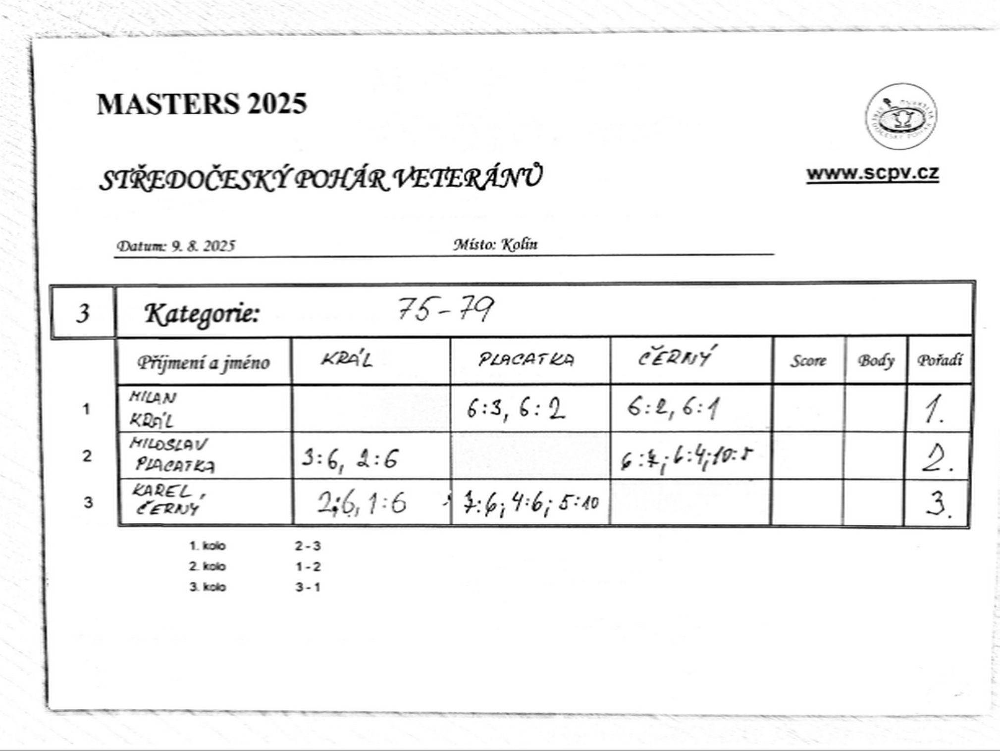 MASTERS 2025
STŘEDOČESKÝ POHÁR VETERÁNŮ
www.scpv.cz
Datum: 9. 8. 2025 Místo: Kolín
3 Kategorie: 75-79
Příjmení a jméno KRÁL PLACATKA ČERNÝ Score Body Pořadí
1 MILAN KRÁL 6:3, 6:2 6:2, 6:1 1.
2 MILOSLAV PLACATKA 3:6, 2:6 6:7; 6:4; 10:5 2.
3 KAREL, ČERNÝ 2:6, 1:6 7:6; 4:6; 5:10 3.
1. kolo 2 - 3
2. kolo 1 - 2
3. kolo 3 - 1